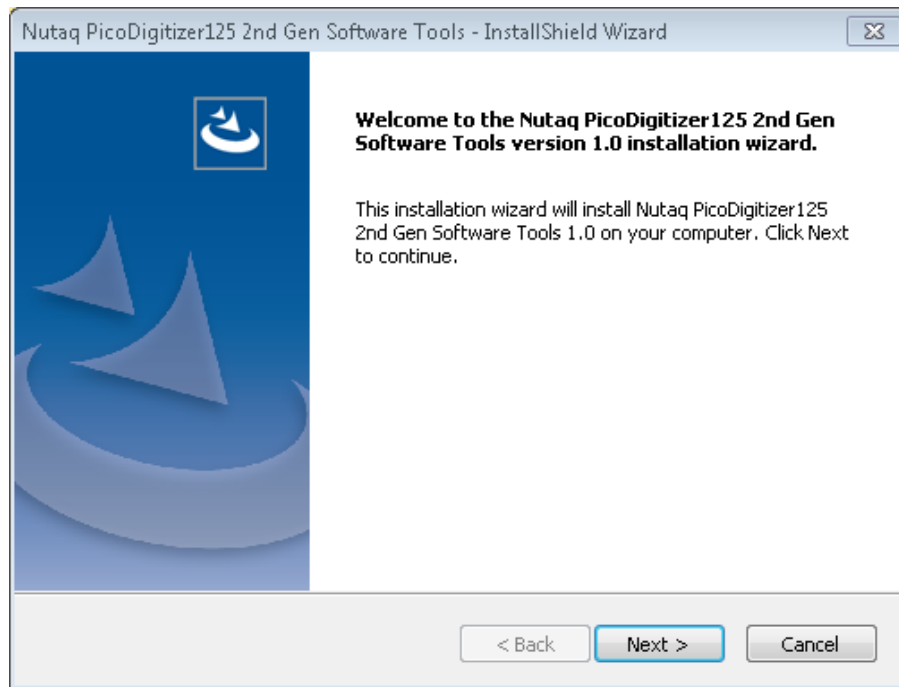 Nutaq PicoDigitizer125 2nd Gen Software Tools - InstallShield Wizard
Welcome to the Nutaq PicoDigitizer125 2nd Gen
Software Tools version 1.0 installation wizard.
This installation wizard will install Nutaq PicoDigitizer125
2nd Gen Software Tools 1.0 on your computer. Click Next
to continue.
< Back Next > Cancel